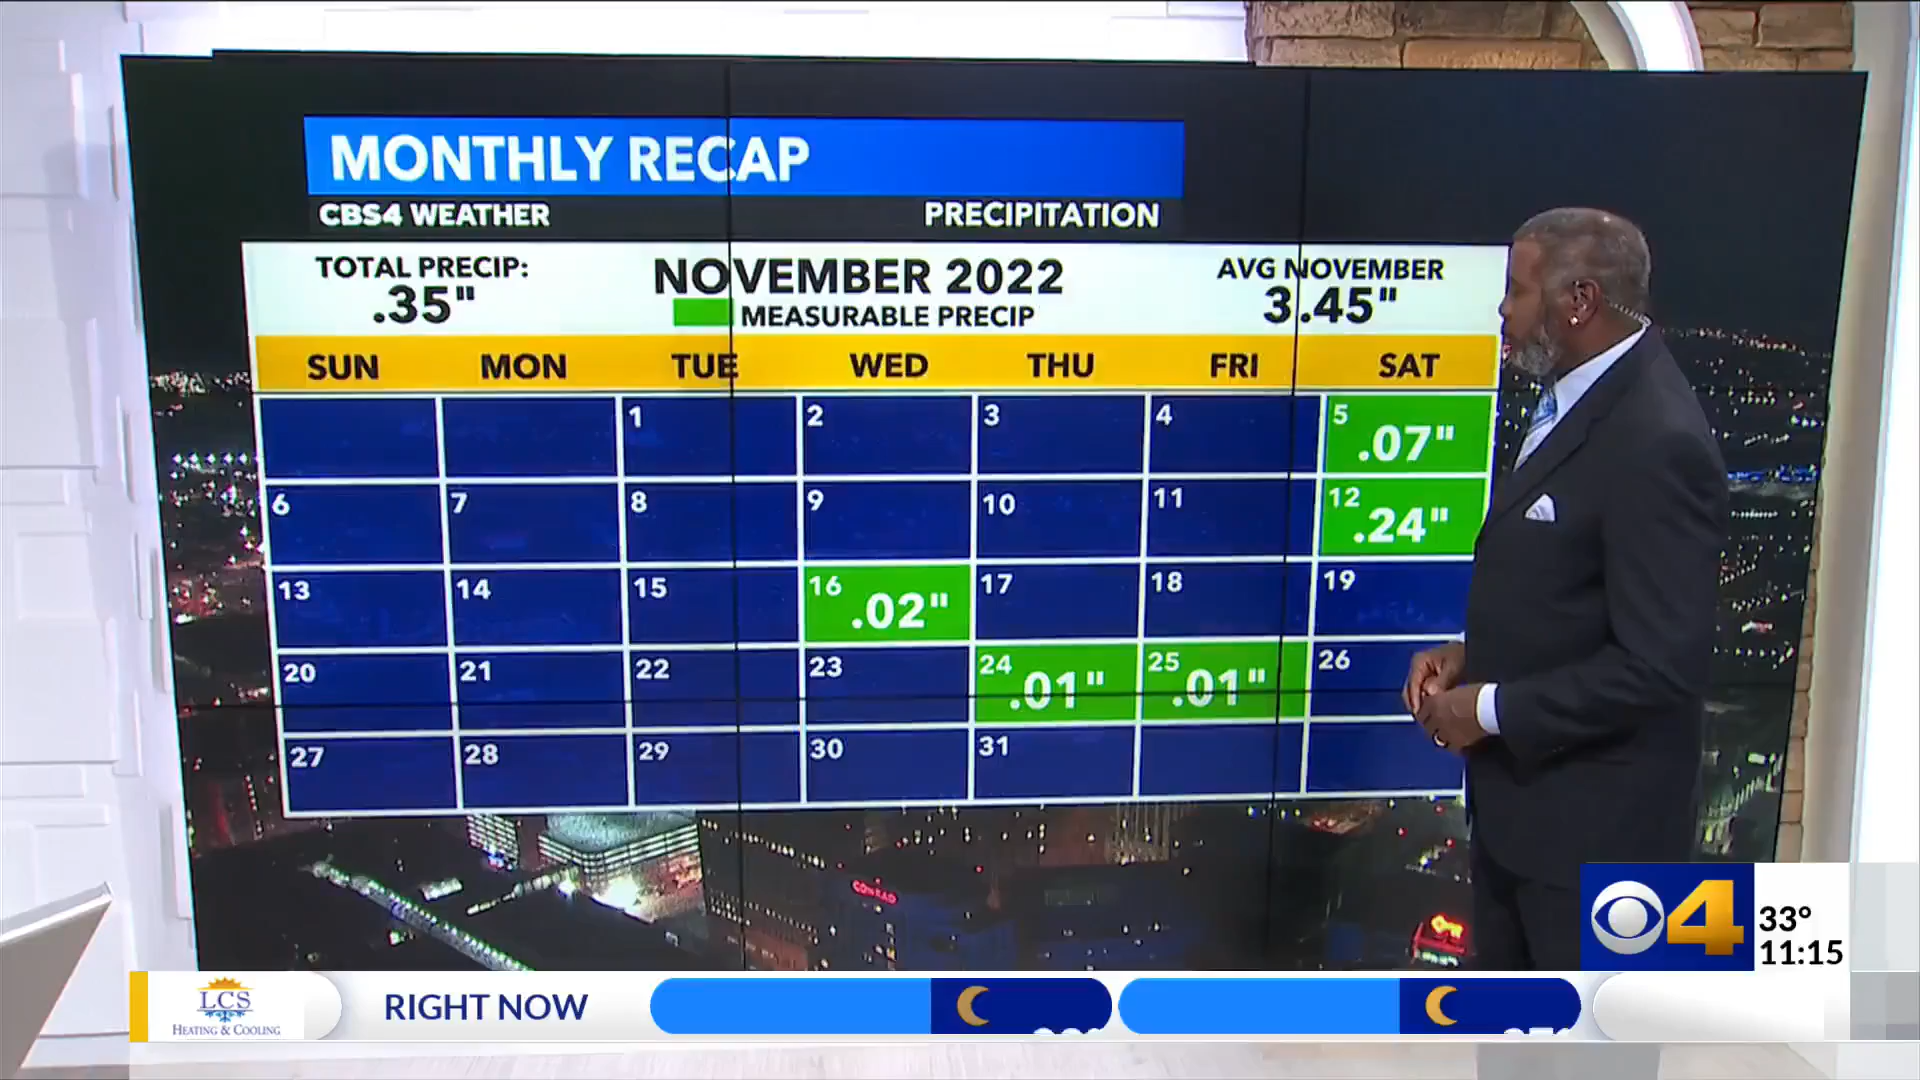 MONTHLY RECAP
CBS4 WEATHER PRECIPITATION
TOTAL PRECIP: NOVEMBER 2022 AVG NOVEMBER
.35" MEASURABLE PRECIP 3.45"
SUN MON TUE WED THU FRI SAT
1 2 3 4 5 .07"
6 7 8 9 10 11 12 .24"
13 14 15 16 .02" 17 18 19
20 21 22 23 24 .01" 25 .01" 26
27 28 29 30 31
CONRAD
4
33°
11:15
LCS
HEATING & COOLING
RIGHT NOW